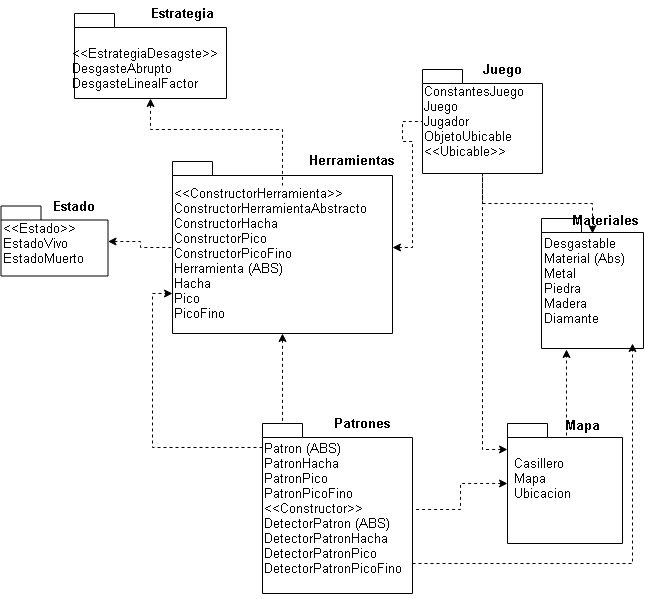 Estrategia
<<EstrategiaDesagste>>
DesgasteAbrupto
DesgasteLinealFactor
Juego
ConstantesJuego
Juego
Jugador
ObjetoUbicable
<<Ubicable>>
Herramientas
<<ConstructorHerramienta>>
ConstructorHerramientaAbstracto
ConstructorHacha
ConstructorPico
ConstructorPicoFino
Herramienta (ABS)
Hacha
Pico
PicoFino
Estado
<<Estado>>
EstadoVivo
EstadoMuerto
Materiales
Desgastable
Material (Abs)
Metal
Piedra
Madera
Diamante
Patrones
Patron (ABS)
PatronHacha
PatronPico
PatronPicoFino
<<Constructor>>
DetectorPatron (ABS)
DetectorPatronHacha
DetectorPatronPico
DetectorPatronPicoFino
Mapa
Casillero
Mapa
Ubicacion